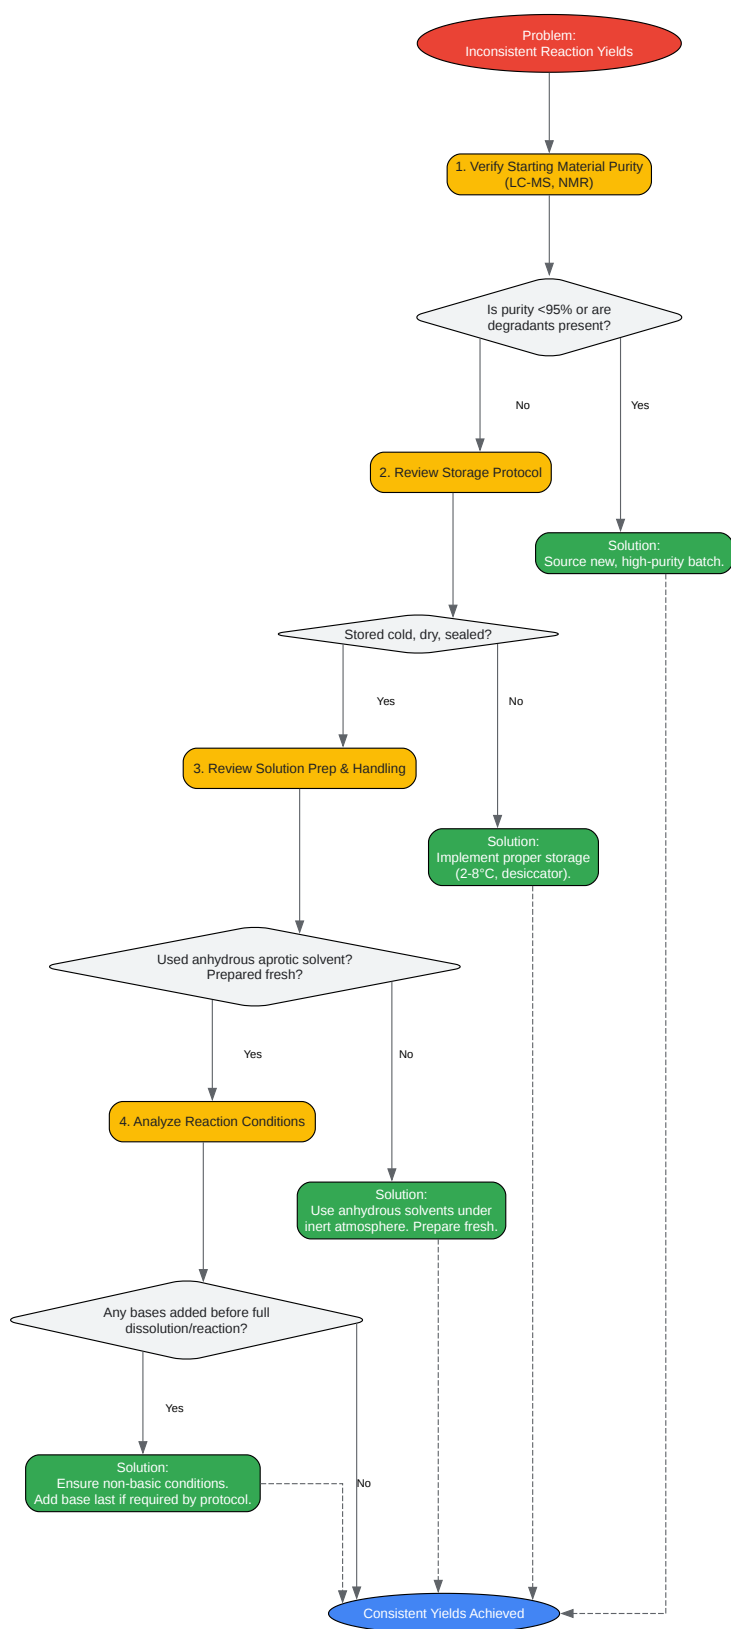 Problem:
Inconsistent Reaction Yields
1. Verify Starting Material Purity
(LC-MS, NMR)
Is purity <95% or are
degradants present?
No
Yes
2. Review Storage Protocol
Solution:
Source new, high-purity batch.
Stored cold, dry, sealed?
Yes
No
3. Review Solution Prep & Handling
Solution:
Implement proper storage
(2-8°C, desiccator).
Used anhydrous aprotic solvent?
Prepared fresh?
Yes
No
4. Analyze Reaction Conditions
Solution:
Use anhydrous solvents under
inert atmosphere. Prepare fresh.
Any bases added before full
dissolution/reaction?
Yes
Solution:
Ensure non-basic conditions.
Add base last if required by protocol.
No
Consistent Yields Achieved